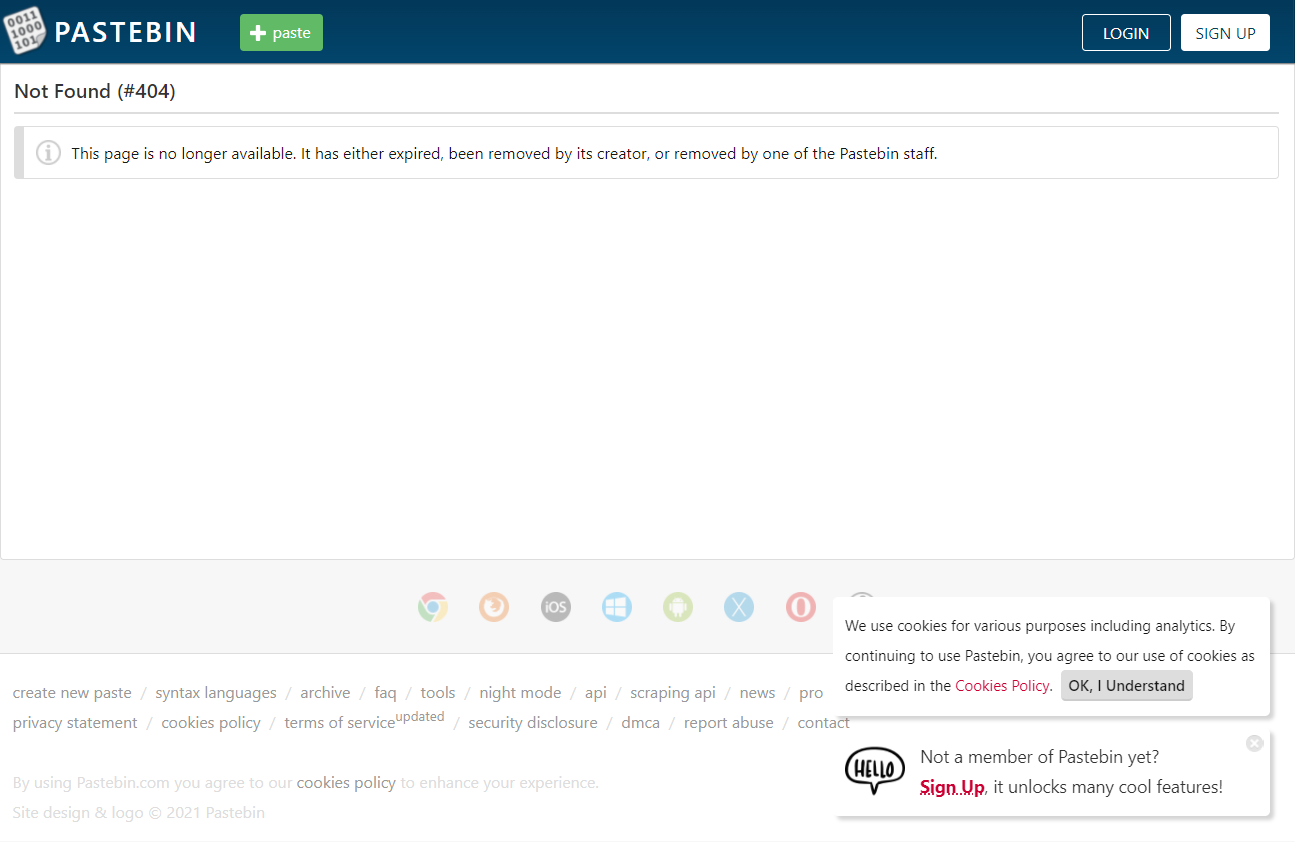 0011
1000
101
PASTEBIN
paste
LOGIN
SIGN UP
Not Found (#404)
This page is no longer available. It has either expired, been removed by its creator, or removed by one of the Pastebin staff.
iOS
We use cookies for various purposes including analytics. By
continuing to use Pastebin, you agree to our use of cookies as
described in the Cookies Policy. OK, I Understand
create new paste / syntax languages / archive / faq / tools / night mode / api / scraping api / news / pro
privacy statement / cookies policy / terms of service updated / security disclosure / dmca / report abuse / contact
By using Pastebin.com you agree to our cookies policy to enhance your experience.
Site design & logo © 2021 Pastebin
HELLO
Not a member of Pastebin yet?
Sign Up, it unlocks many cool features!